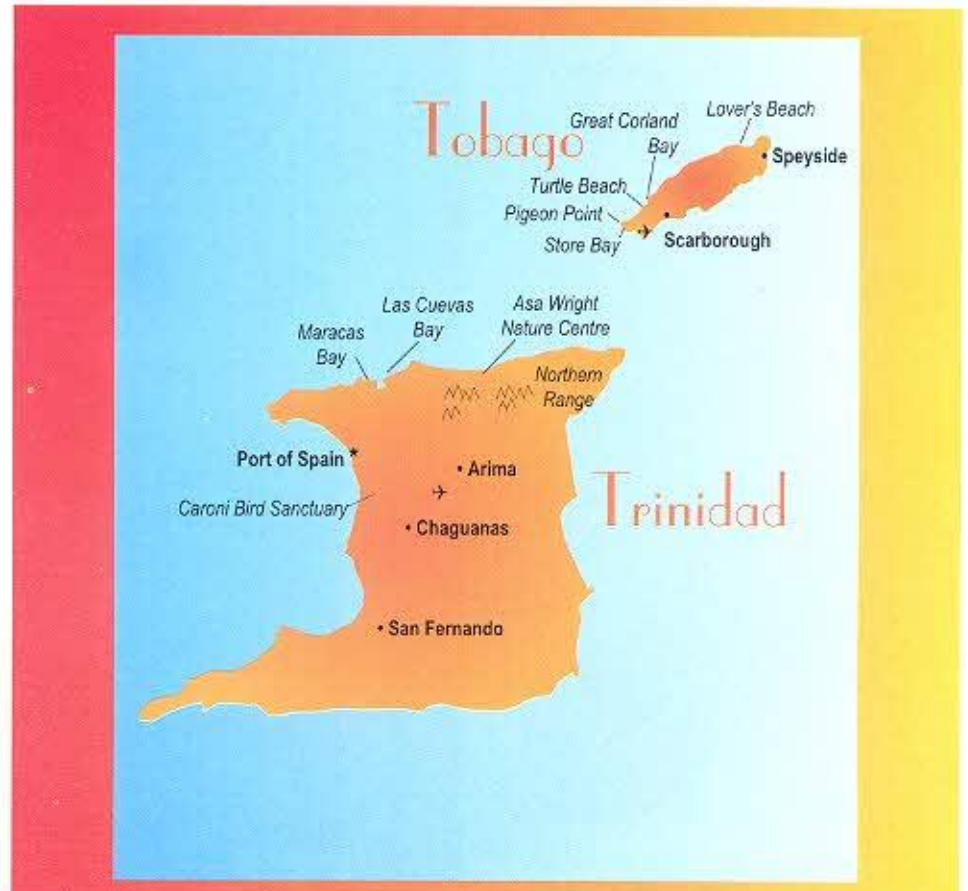 Tobago
Great Corland
Bay
Lover's Beach
Speyside
Turtle Beach
Pigeon Point
Store Bay
Scarborough
Las Cuevas
Bay
Asa Wright
Nature Centre
Maracas
Bay
Northern
Range
Port of Spain
Arima
Trinidad
Caroni Bird Sanctuary
Chaguanas
San Fernando